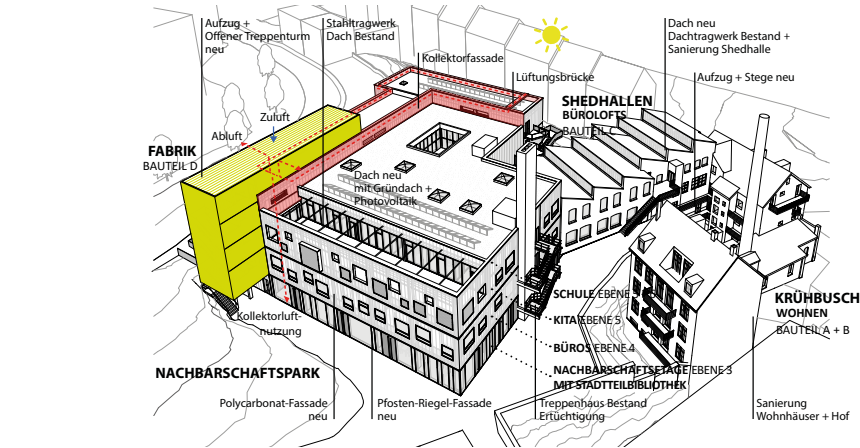 Aufzug +
Offener Treppenturm
neu
Stahltragwerk
Dach Bestand
Kollektorfassade
Lüftungsbrücke
Dach neu
Dachtragwerk Bestand +
Sanierung Shedhalle
Aufzug + Stege neu
SHEDHALLEN
BÜROLOFTS
BAUTEIL C
Zuluft
Abluft
FABRIK
BAUTEIL D
Dach neu
mit Gründach +
Photovoltaik
Kollektorluft-
nutzung
SCHULE EBENE
KITA EBENE 5
BÜROS EBENE 4
NACHBARSCHAFTSETAGE EBENE 3
MIT STADTTEILBIBLIOTHEK
KRÜHBUSCH
WOHNEN
BAUTEIL A + B
NACHBARSCHAFTSPARK
Polycarbonat-Fassade
neu
Pfosten-Riegel-Fassade
neu
Treppenhaus Bestand
Ertüchtigung
Sanierung
Wohnhäuser + Hof